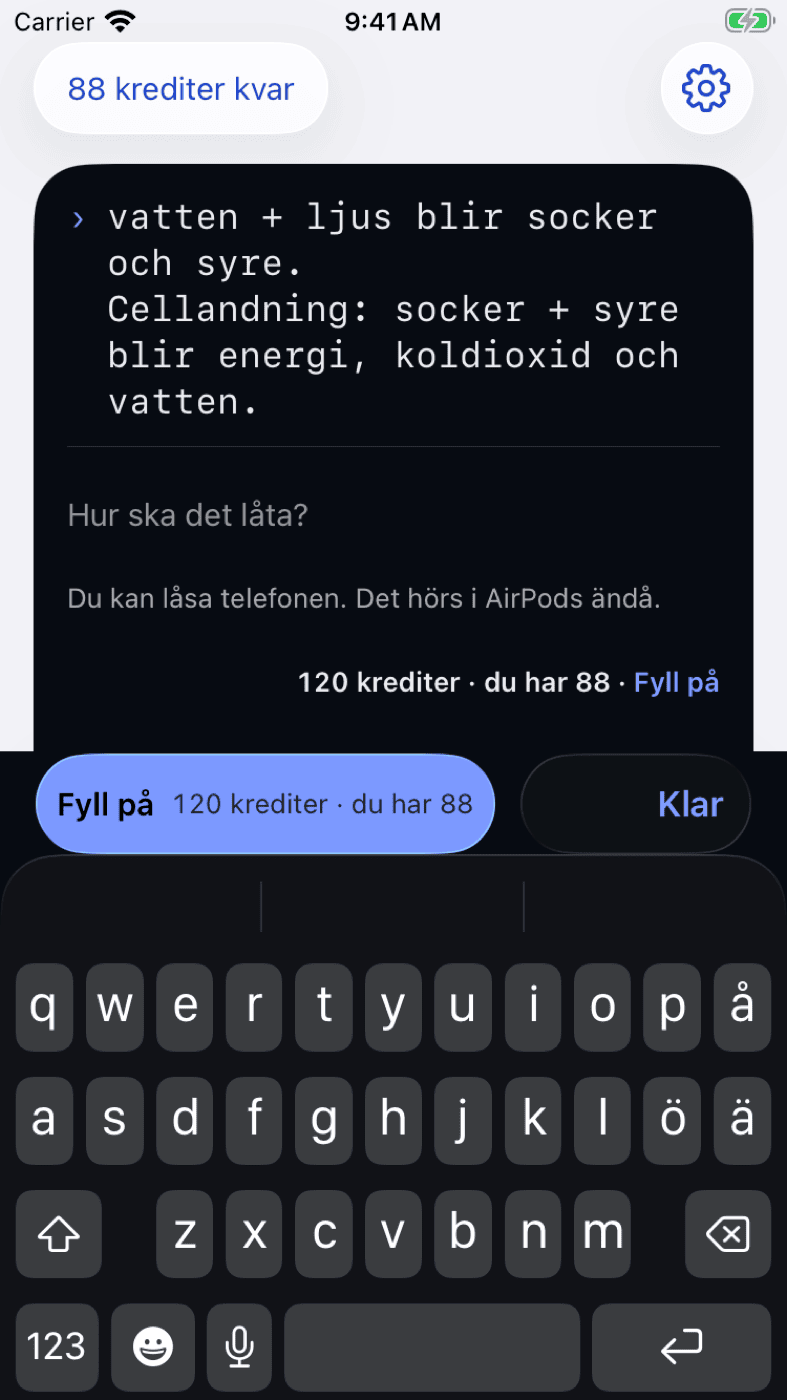 Carrier 9:41 AM
88 krediter kvar
› vatten + ljus blir socker
och syre.
Cellandning: socker + syre
blir energi, koldioxid och
vatten.
Hur ska det låta?
Du kan låsa telefonen. Det hörs i AirPods ändå.
120 krediter · du har 88 · Fyll på
Fyll på 120 krediter · du har 88 Klar
q w e r t y u i o p å
a s d f g h j k l ö ä
z x c v b n m
123